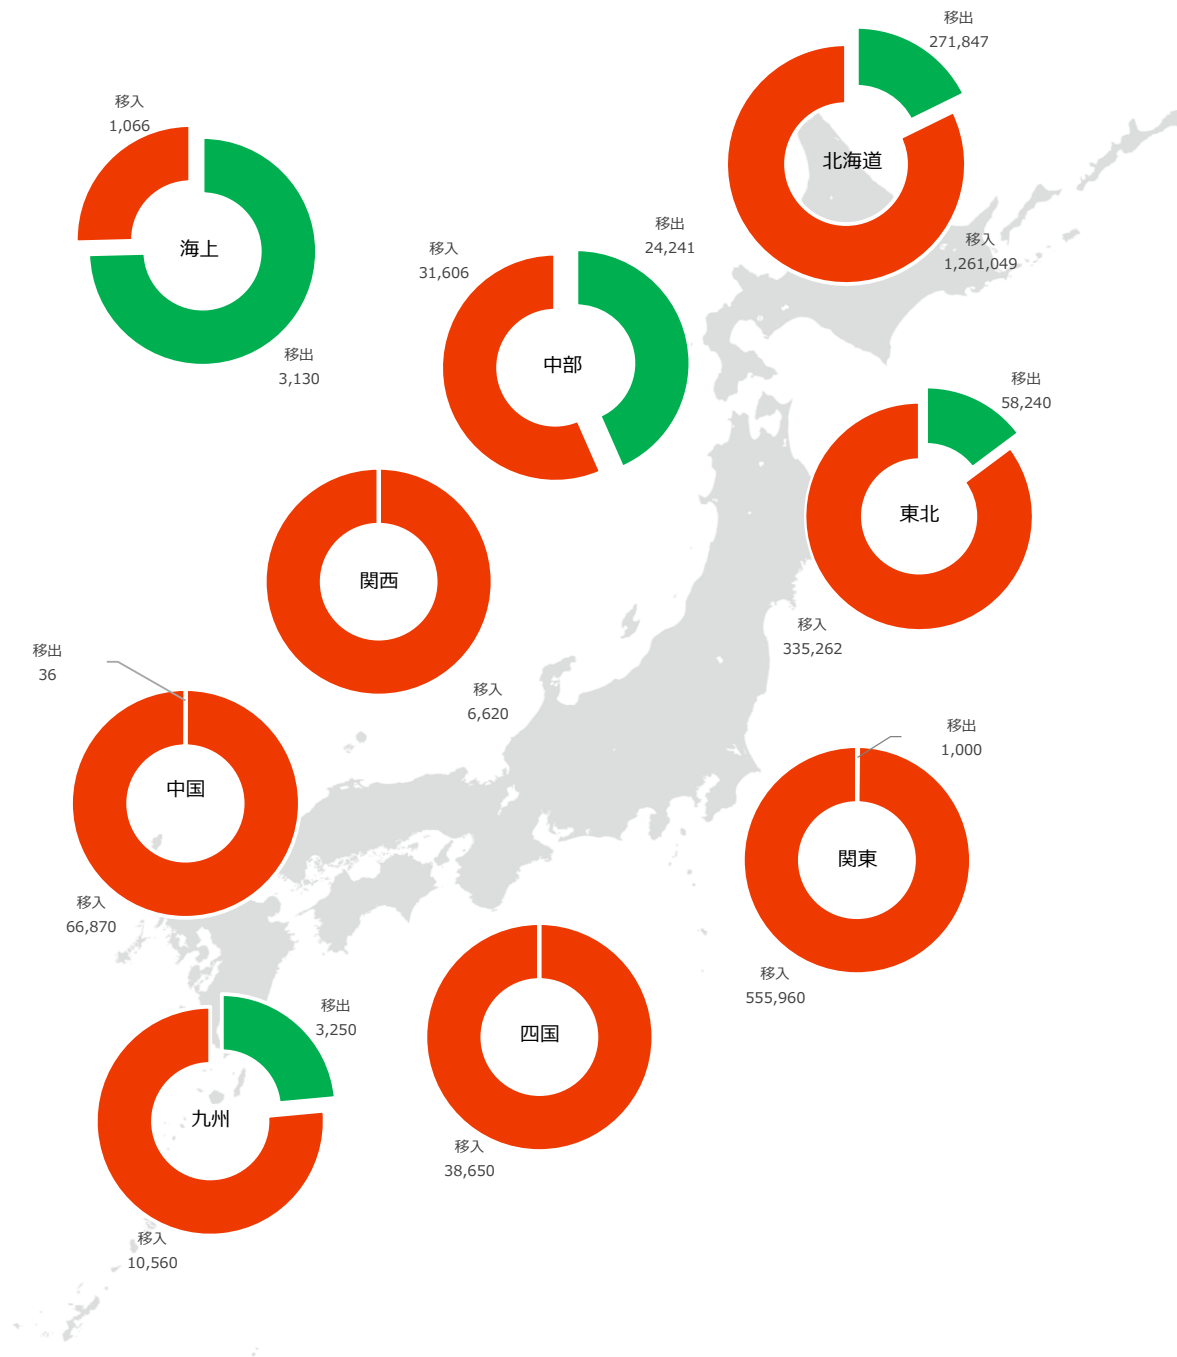 移出
271,847
北海道
移入
1,261,049
移入
1,066
海上
移出
3,130
移入
31,606
移出
24,241
中部
移出
58,240
東北
移入
335,262
関西
移入
6,620
移出
36
中国
移入
66,870
移出
1,000
関東
移入
555,960
四国
移入
38,650
移出
3,250
九州
移入
10,560